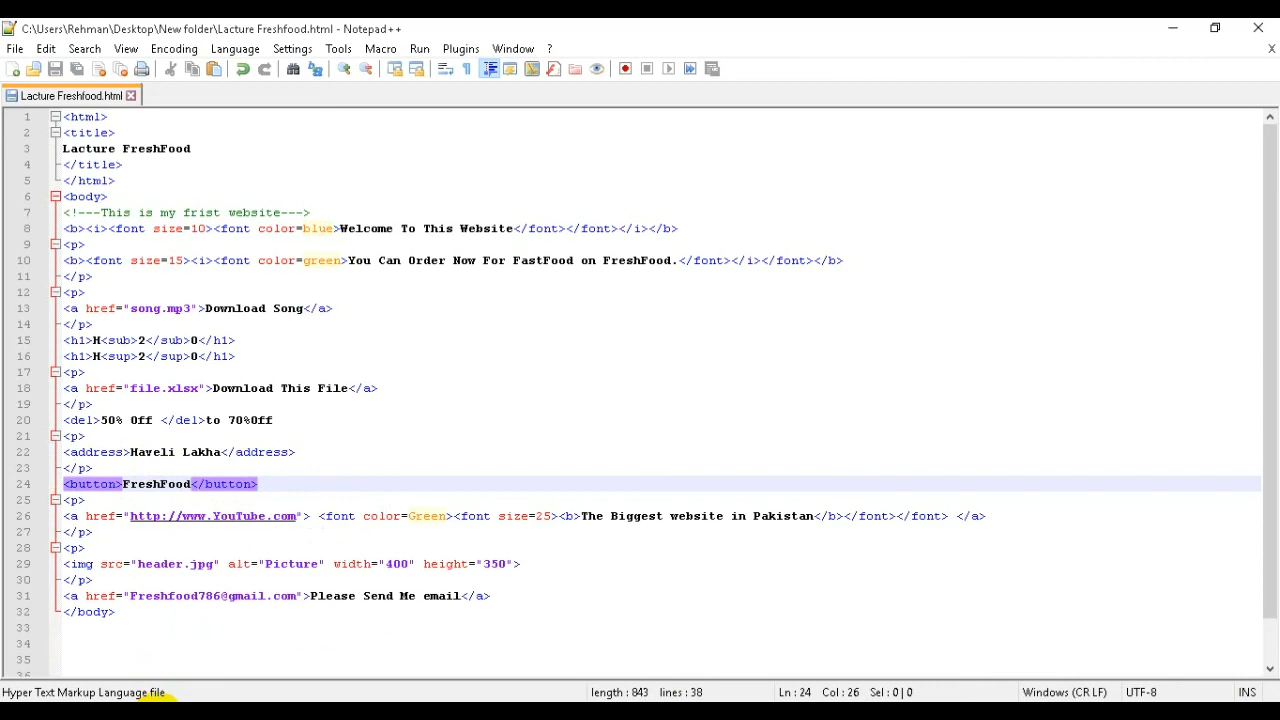 C:\Users\Rehman\Desktop\New folder\Lacture Freshfood.html - Notepad++
File Edit Search View Encoding Language Settings Tools Macro Run Plugins Window ? X
Lacture Freshfood.html
1 <html>
2 <title>
3 Lacture FreshFood
4 </title>
5 </html>
6 <body>
7 <!---This is my frist website--->
8 <b><i><font size=10><font color=blue>Welcome To This Website</font></font></i></b>
9 <p>
10 <b><font size=15><i><font color=green>You Can Order Now For FastFood on FreshFood.</font></i></font></b>
11 </p>
12 <p>
13 <a href="song.mp3">Download Song</a>
14 </p>
15 <h1>H<sub>2</sub>0</h1>
16 <h1>H<sup>2</sup>0</h1>
17 <p>
18 <a href="file.xlsx">Download This File</a>
19 </p>
20 <del>50% Off </del>to 70%Off
21 <p>
22 <address>Haveli Lakha</address>
23 </p>
24 <button>FreshFood</button>
25 <p>
26 <a href="http://www.YouTube.com"> <font color=Green><font size=25><b>The Biggest website in Pakistan</b></font></font> </a>
27 </p>
28 <p>
29 <img src="header.jpg" alt="Picture" width="400" height="350">
30 </p>
31 <a href="Freshfood786@gmail.com">Please Send Me email</a>
32 </body>
33
34
35
36
Hyper Text Markup Language file length : 843 lines : 38 Ln : 24 Col : 26 Sel : 0 | 0 Windows (CR LF) UTF-8 INS